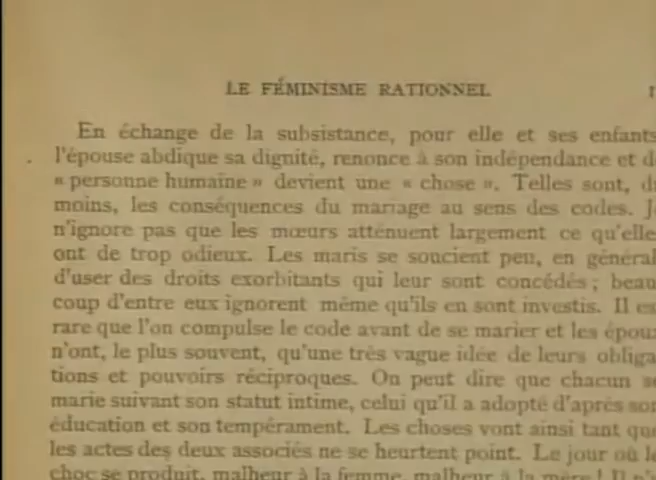 LE FÉMINISME RATIONNEL
En échange de la subsistance, pour elle et ses enfants
l'épouse abdique sa dignité, renonce à son indépendance et d
« personne humaine » devient une « chose ». Telles sont, d
moins, les conséquences du mariage au sens des codes. J
n'ignore pas que les mœurs atténuent largement ce qu'elle
ont de trop odieux. Les maris se soucient peu, en général
d'user des droits exorbitants qui leur sont concédés ; beau
coup d'entre eux ignorent même qu'ils en sont investis. Il es
rare que l'on compulse le code avant de se marier et les épou
n'ont, le plus souvent, qu'une très vague idée de leurs obliga
tions et pouvoirs réciproques. On peut dire que chacun s
marie suivant son statut intime, celui qu'il a adopté d'après son
éducation et son tempérament. Les choses vont ainsi tant que
les actes des deux associés ne se heurtent point. Le jour où le
choc se produit, malheur à la femme, malheur à la mère ! Il n'